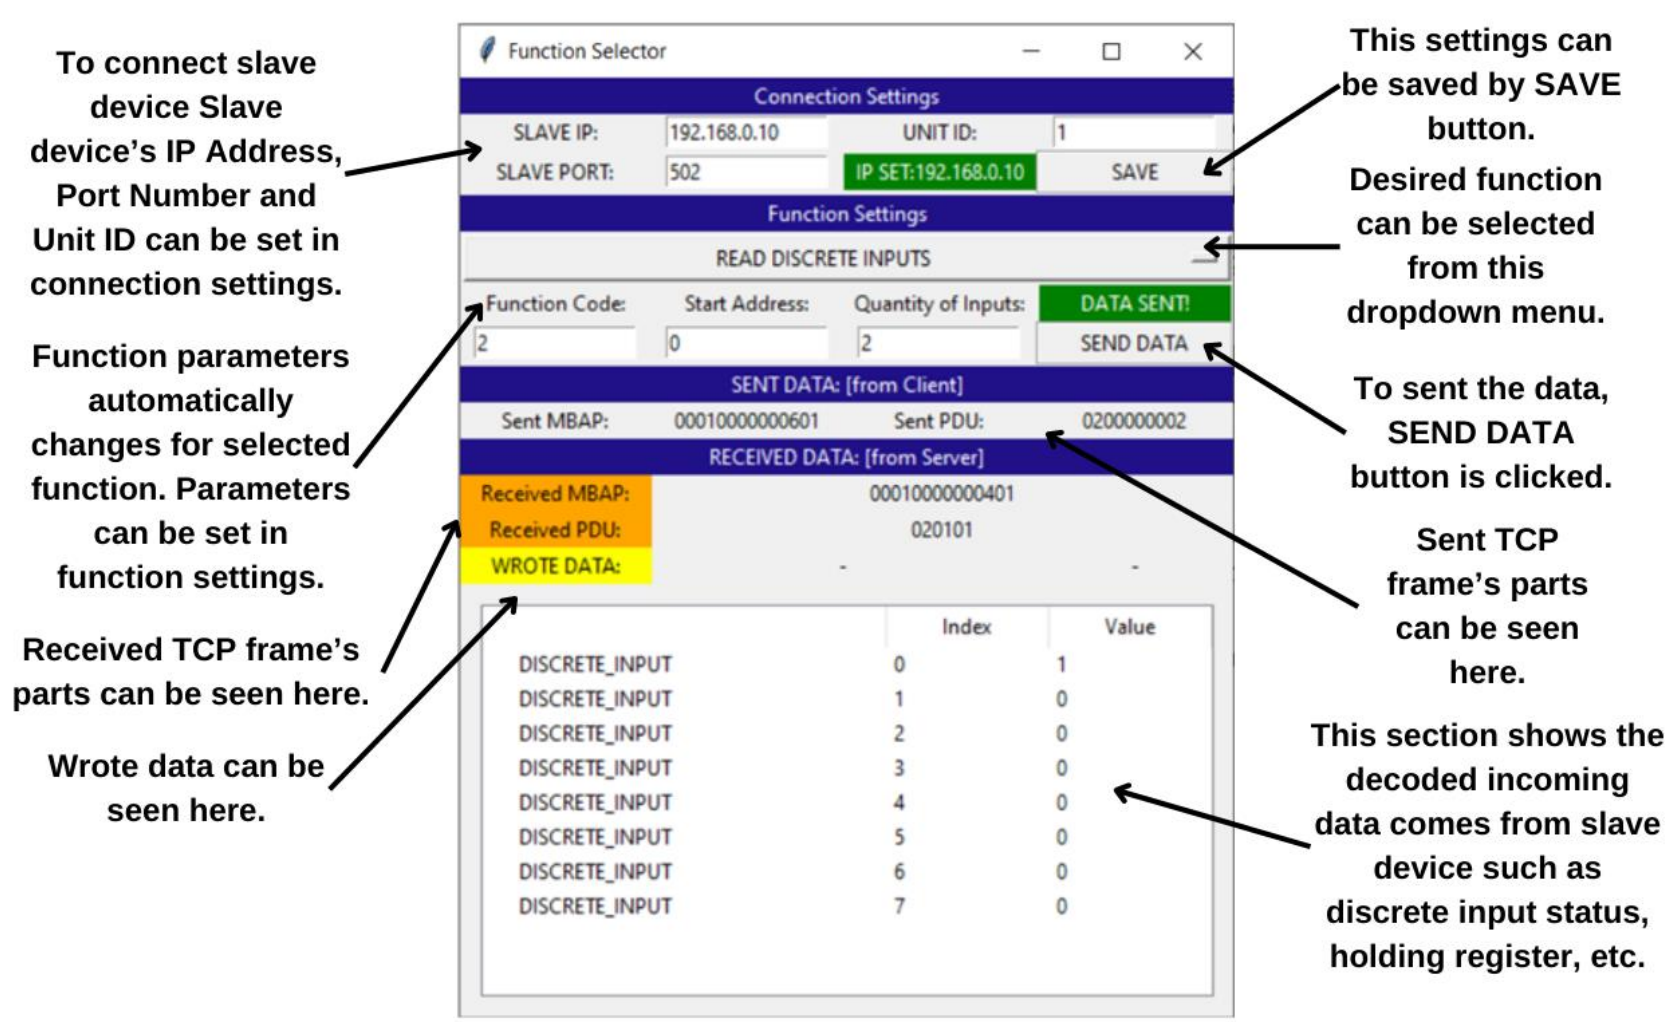 To connect slave
device Slave
device's IP Address,
Port Number and
Unit ID can be set in
connection settings.
Function parameters
automatically
changes for selected
function. Parameters
can be set in
function settings.
Received TCP frame's
parts can be seen here.
Wrote data can be
seen here.
Function Selector
Connection Settings
SLAVE IP: 192.168.0.10 UNIT ID: 1
SLAVE PORT: 502 IP SET:192.168.0.10 SAVE
Function Settings
READ DISCRETE INPUTS
Function Code: Start Address: Quantity of Inputs: DATA SENT!
2 0 2 SEND DATA
SENT DATA: [from Client]
Sent MBAP: 00010000000601 Sent PDU: 0200000002
RECEIVED DATA: [from Server]
Received MBAP: 00010000000401
Received PDU: 020101
WROTE DATA: - -
Index Value
DISCRETE_INPUT 0 1
DISCRETE_INPUT 1 0
DISCRETE_INPUT 2 0
DISCRETE_INPUT 3 0
DISCRETE_INPUT 4 0
DISCRETE_INPUT 5 0
DISCRETE_INPUT 6 0
DISCRETE_INPUT 7 0
This settings can
be saved by SAVE
button.
Desired function
can be selected
from this
dropdown menu.
To sent the data,
SEND DATA
button is clicked.
Sent TCP
frame's parts
can be seen
here.
This section shows the
decoded incoming
data comes from slave
device such as
discrete input status,
holding register, etc.